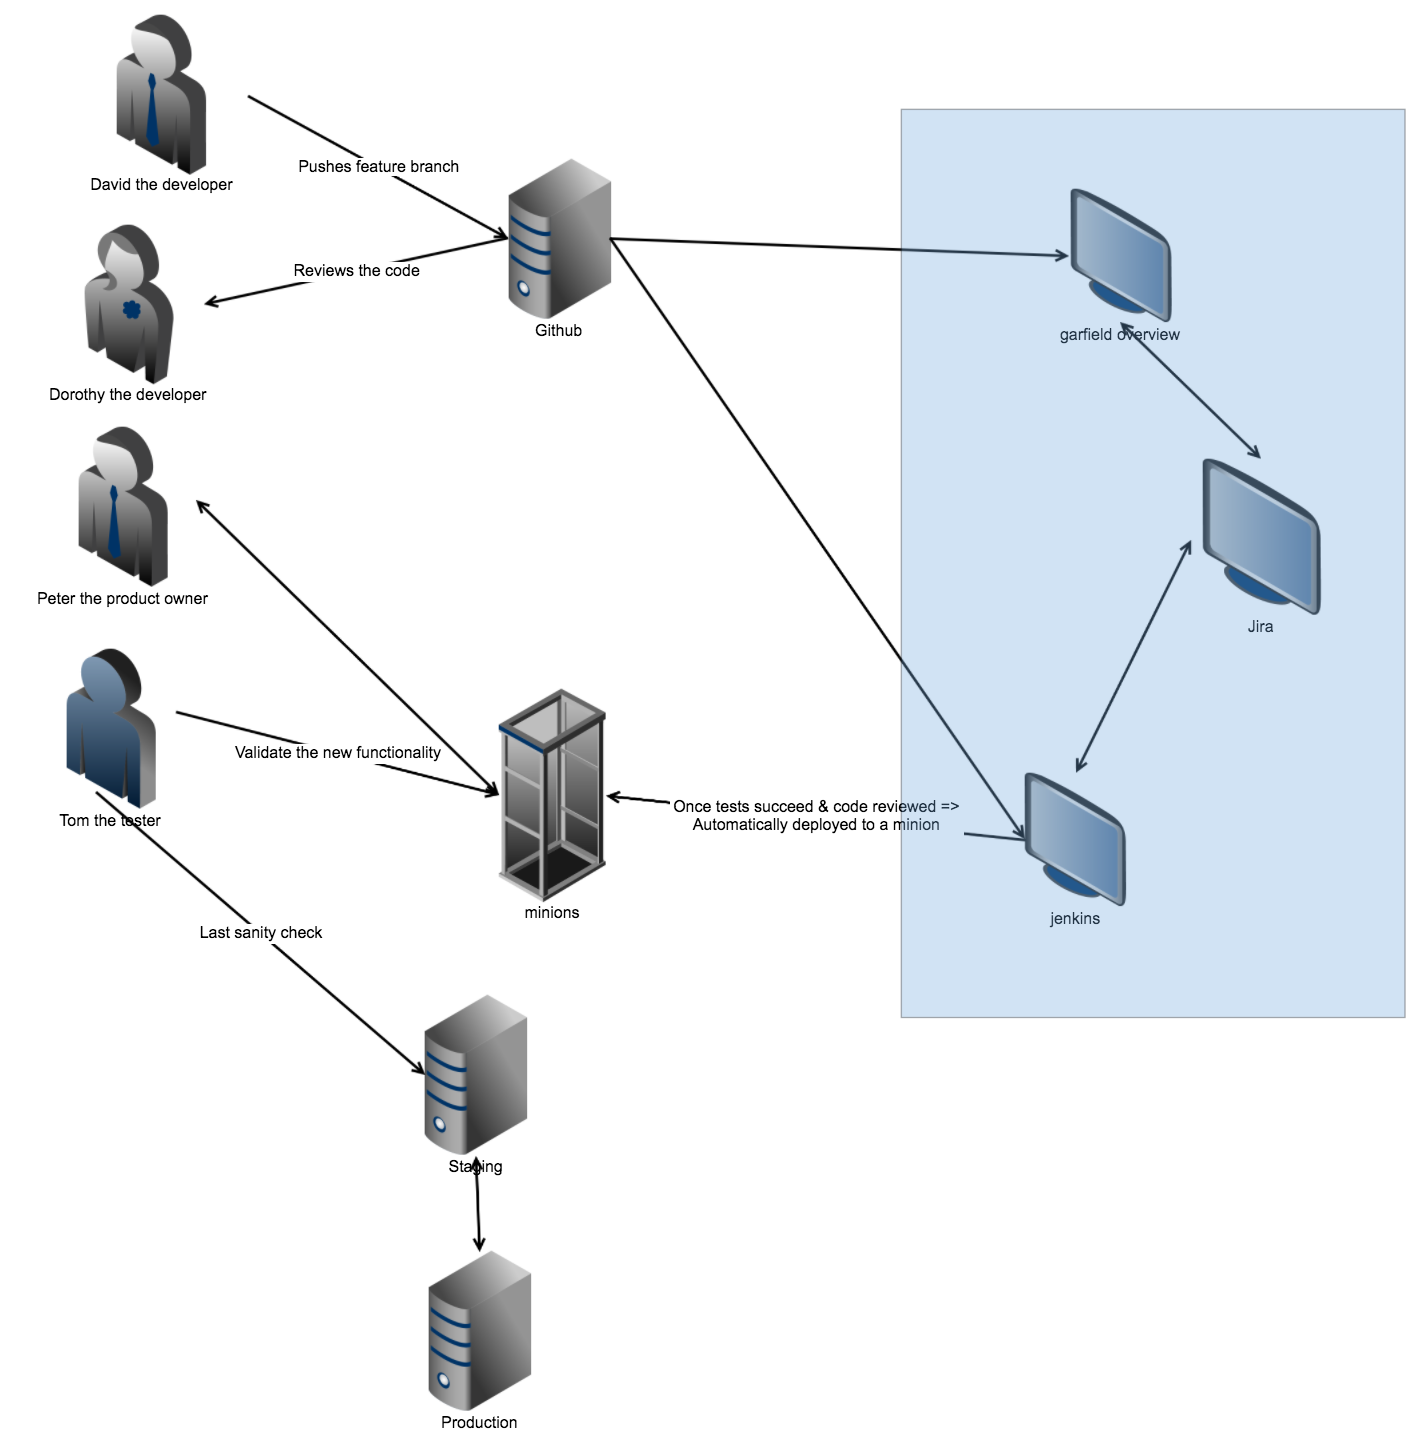 David the developer
Pushes feature branch
Reviews the code
Github
garfield overview
Dorothy the developer
Peter the product owner
Jira
Validate the new functionality
Once tests succeed & code reviewed =>
Automatically deployed to a minion
Tom the tester
minions
jenkins
Last sanity check
Staging
Production